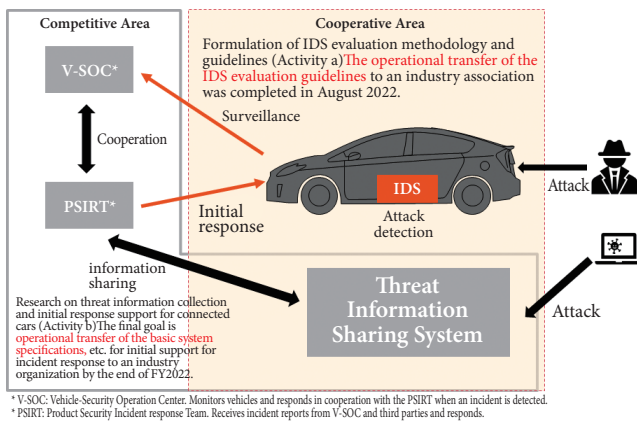 Competitive Area
Cooperative Area
Formulation of IDS evaluation methodology and
guidelines (Activity a)The operational transfer of the
IDS evaluation guidelines to an industry association
was completed in August 2022.
V-SOC*
Surveillance
Cooperation
PSIRT*
Initial
response
IDS
Attack
detection
Attack
information
sharing
Threat
Information
Sharing System
Attack
Research on threat information collection
and initial response support for connected
cars (Activity b)The final goal is
operational transfer of the basic system
specifications, etc. for initial support for
incident response to an industry
organization by the end of FY2022.
* V-SOC: Vehicle-Security Operation Center. Monitors vehicles and responds in cooperation with the PSIRT when an incident is detected.
* PSIRT: Product Security Incident response Team. Receives incident reports from V-SOC and third parties and responds.